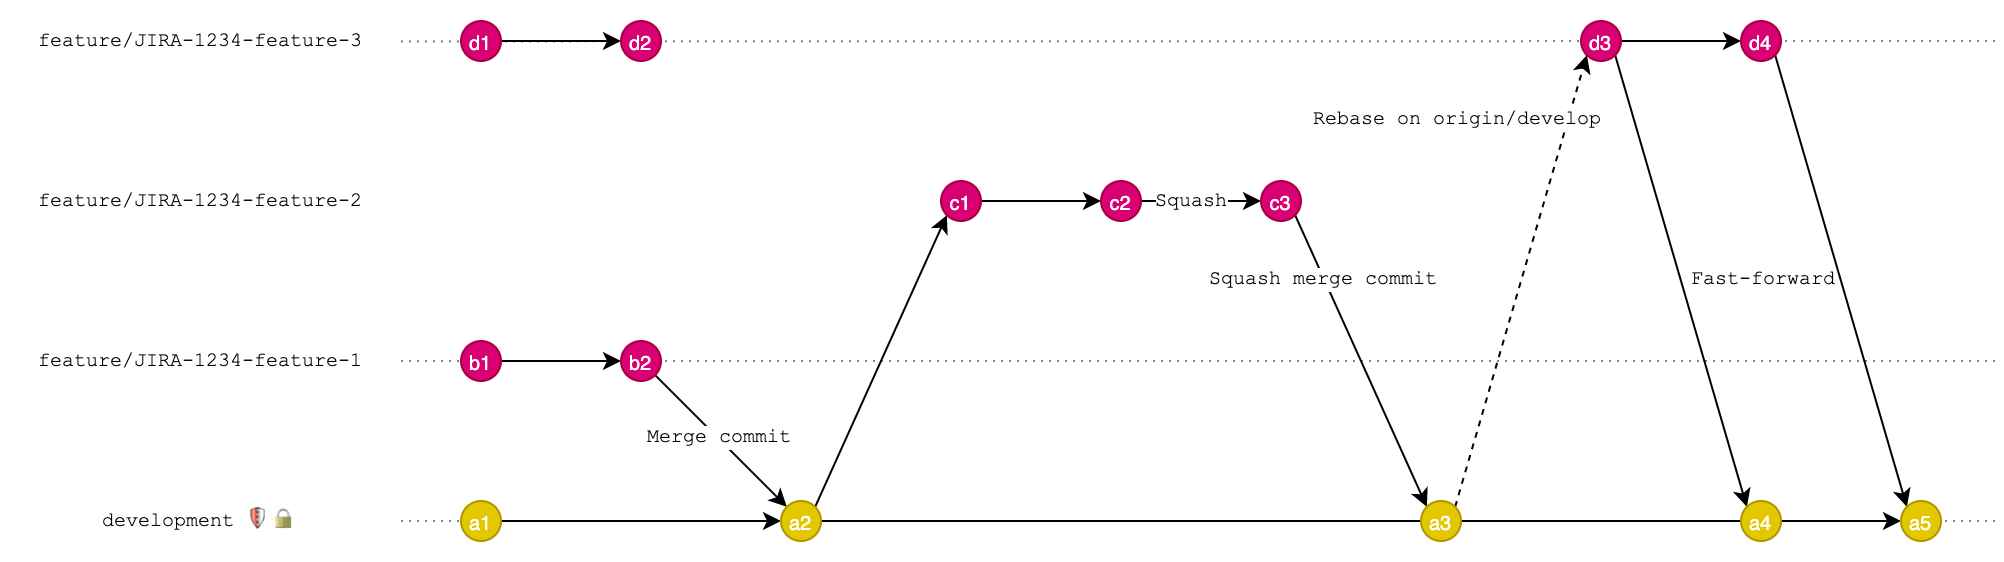 feature/JIRA-1234-feature-3
d1
d2
d3
d4
Rebase on origin/develop
feature/JIRA-1234-feature-2
c1
c2
Squash
c3
Squash merge commit
Fast-forward
feature/JIRA-1234-feature-1
b1
b2
Merge commit
development
a1
a2
a3
a4
a5